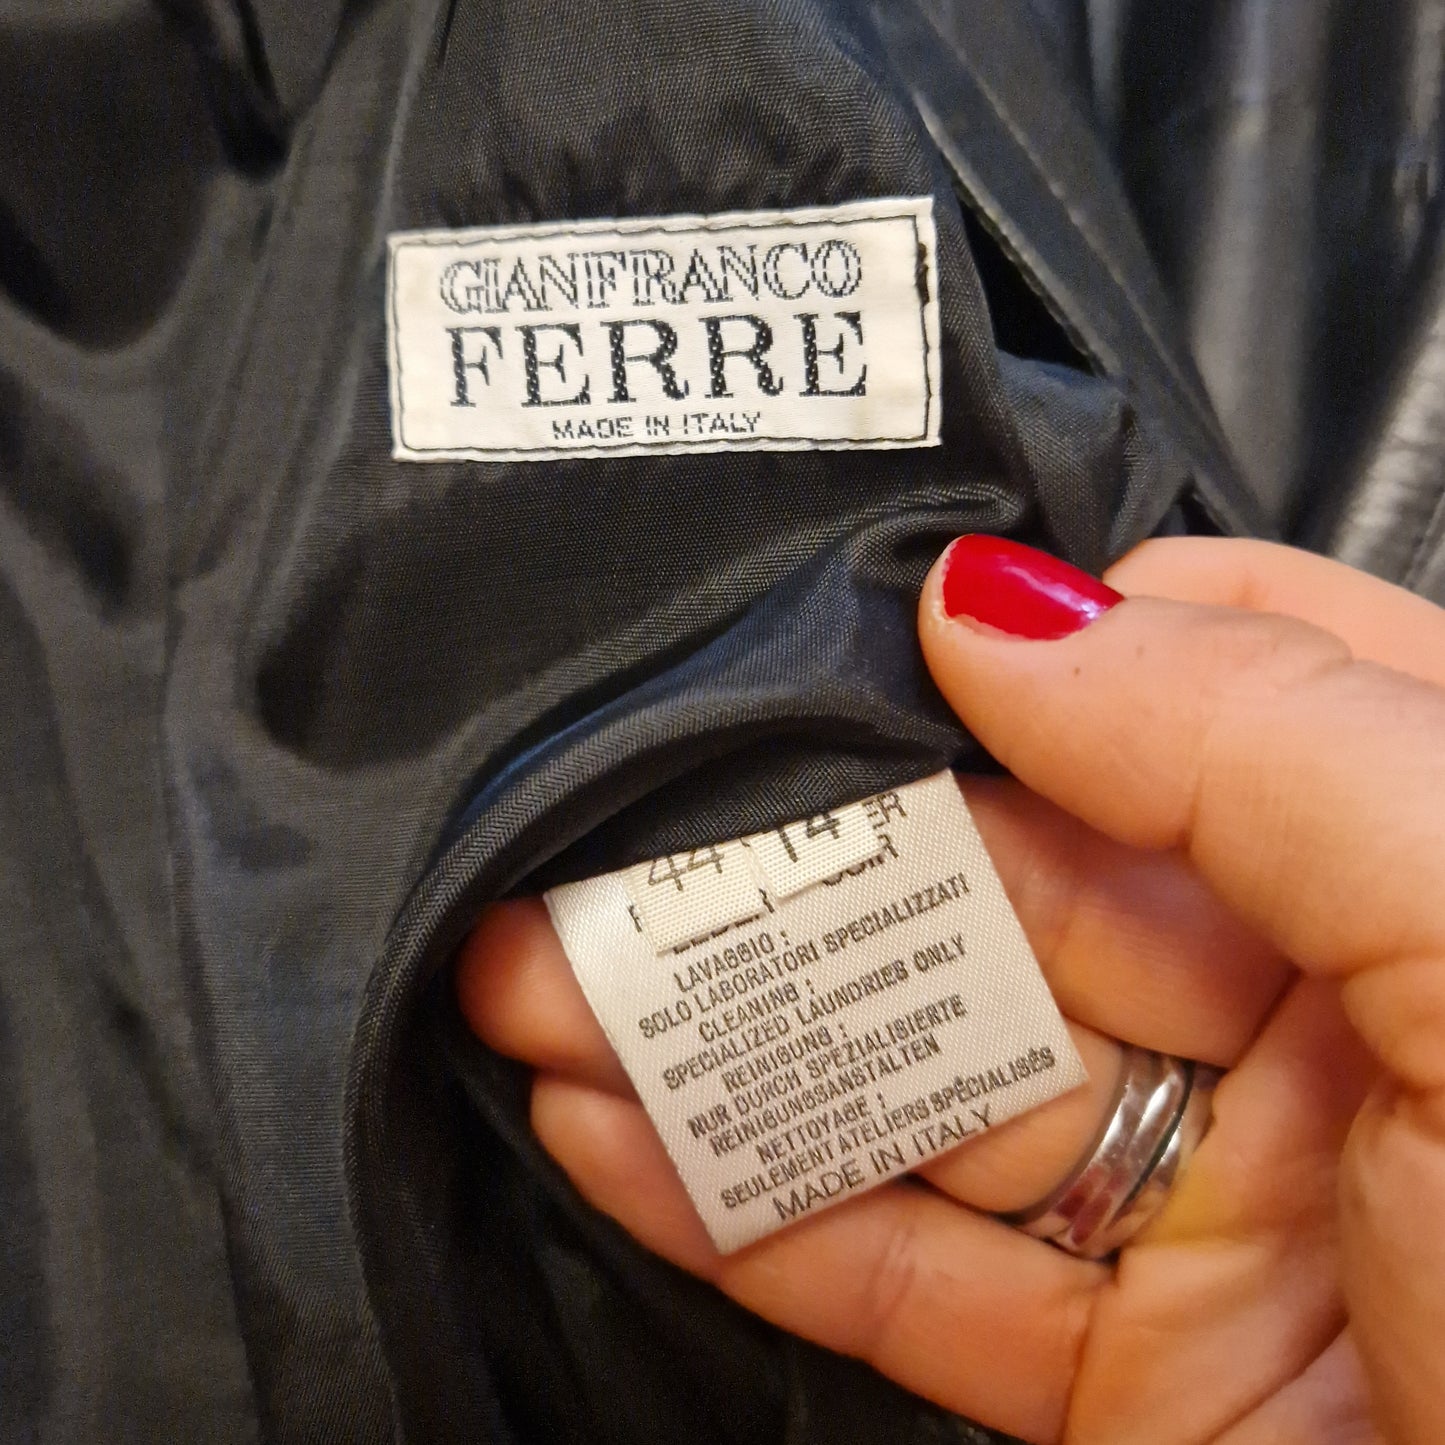 GIANFRANCO
FERRE
MADE IN ITALY
44
14
LAVAGGIO :
SOLO LABORATORI SPECIALIZZATI
CLEANING :
SPECIALIZED LAUNDRIES ONLY
REINIGUNG :
NUR DURCH SPEZIALISIERTE
REINIGUNGSANSTALTEN
NETTOYAGE :
SEULEMENT ATELIERS SPÉCIALISÉS
MADE IN ITALY